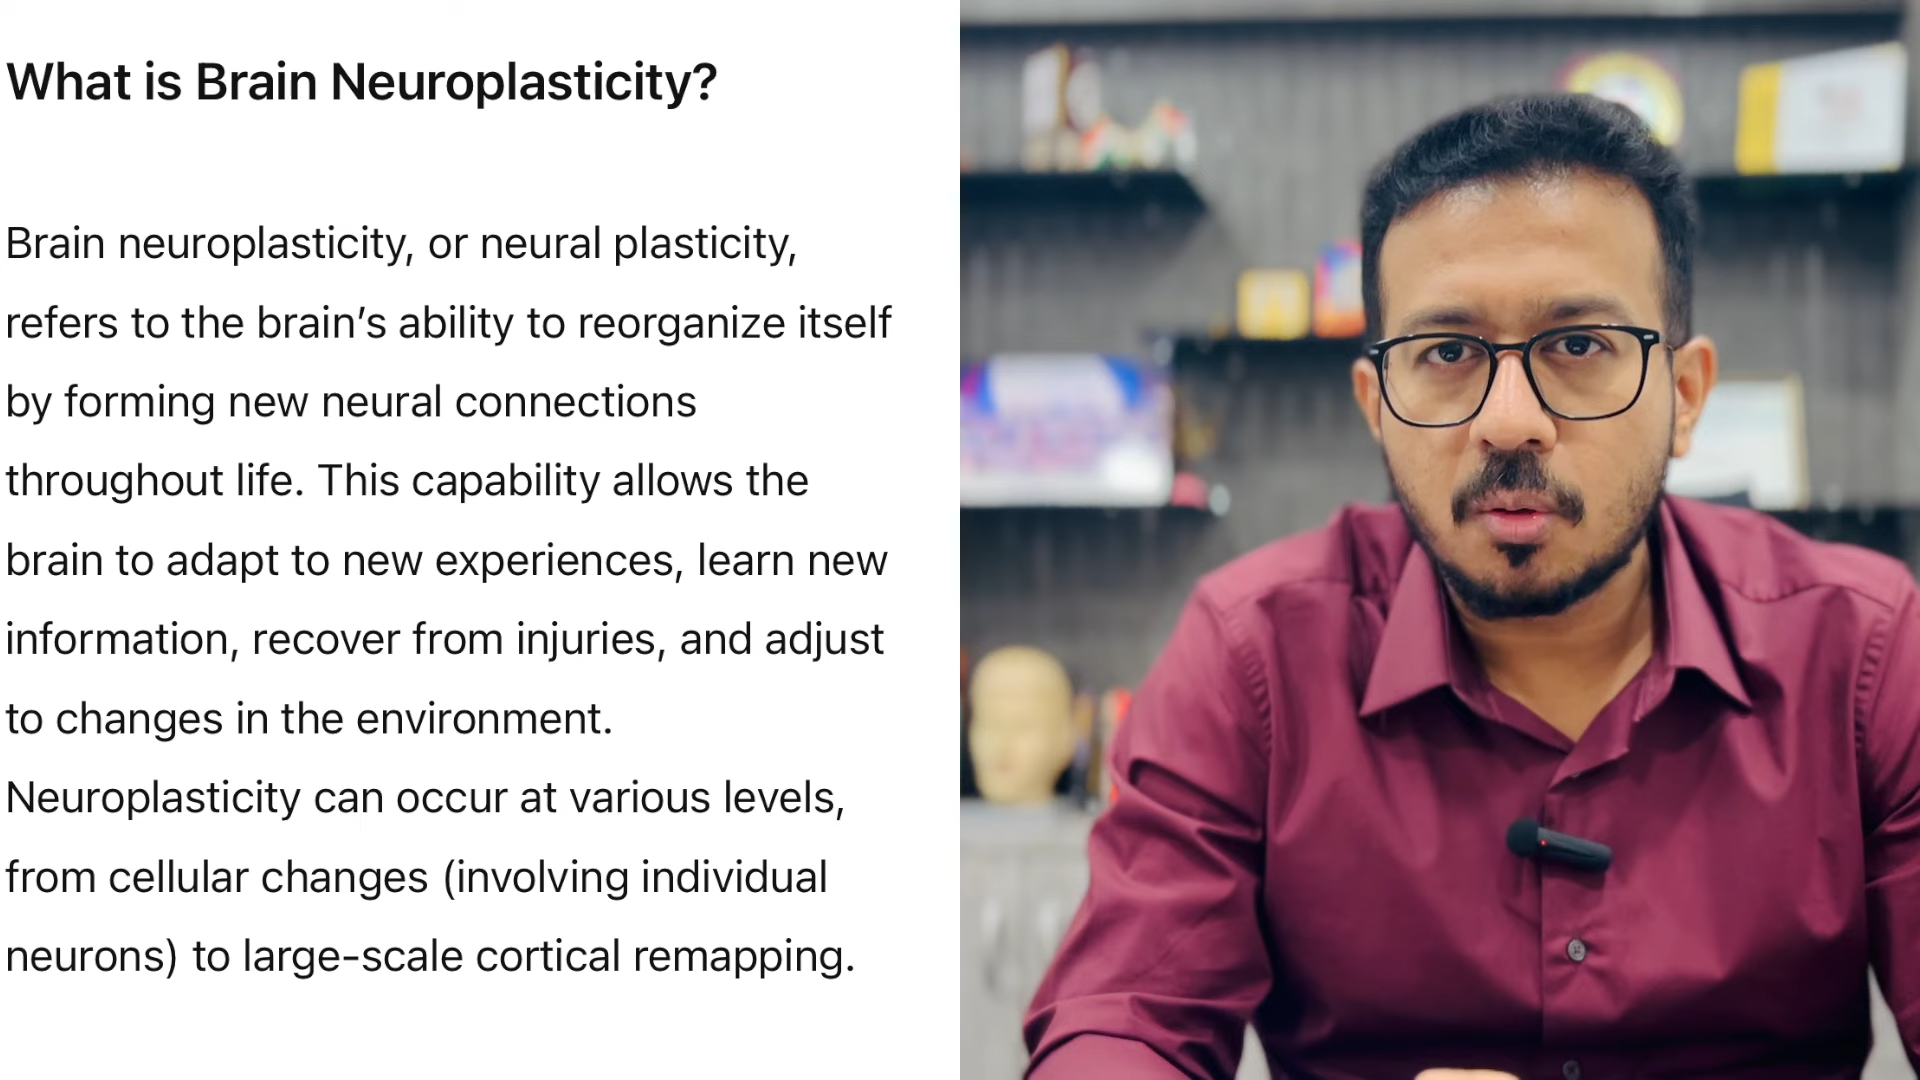 What is Brain Neuroplasticity?
Brain neuroplasticity, or neural plasticity,
refers to the brain’s ability to reorganize itself
by forming new neural connections
throughout life. This capability allows the
brain to adapt to new experiences, learn new
information, recover from injuries, and adjust
to changes in the environment.
Neuroplasticity can occur at various levels,
from cellular changes (involving individual
neurons) to large-scale cortical remapping.